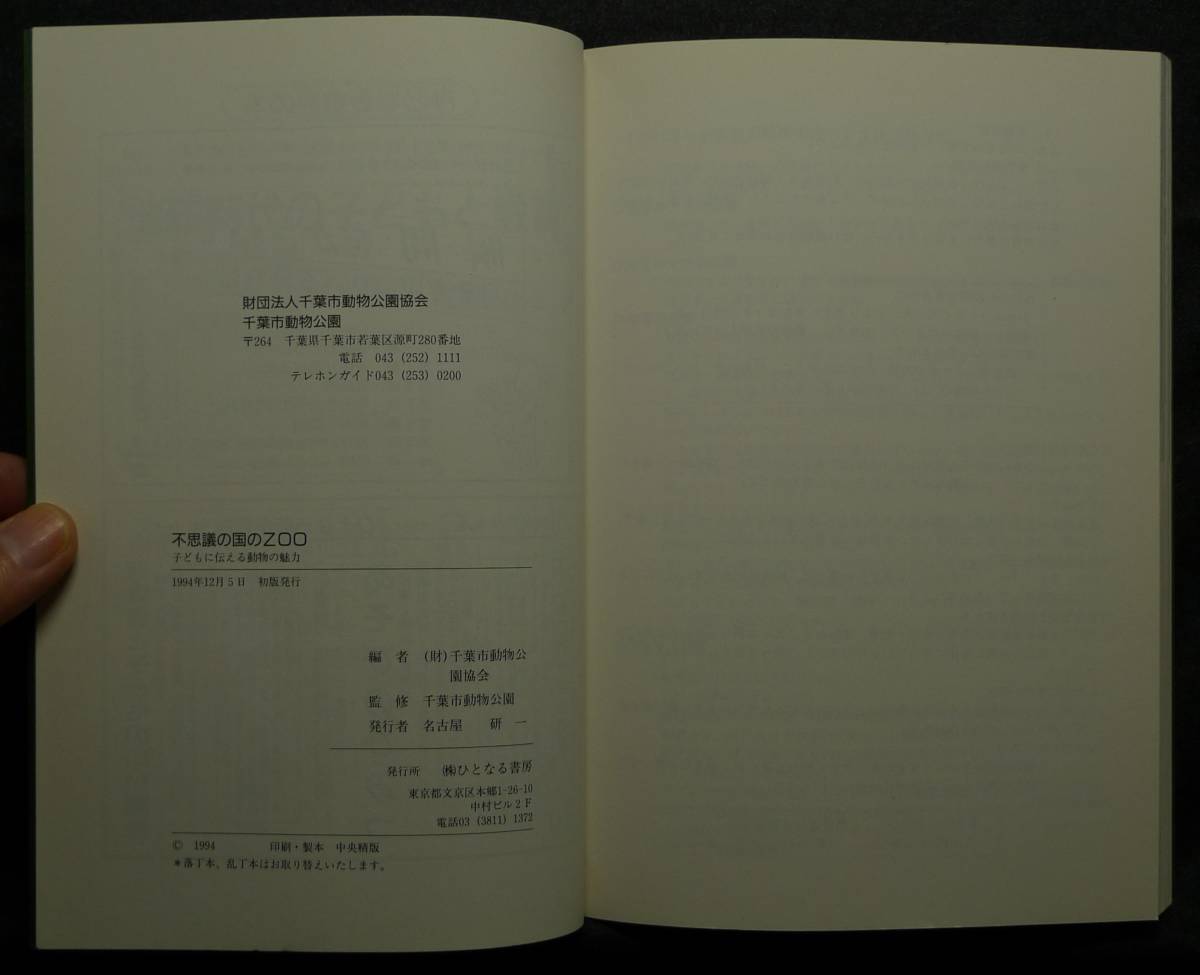 財団法人千葉市動物公園協会
千葉市動物公園
〒264 千葉県千葉市若葉区源町280番地
電話 043（252）1111
テレホンガイド043（253）0200
不思議の国のZOO
子どもに伝える動物の魅力
1994年12月5日 初版発行
編 者 (財)千葉市動物公
園協会
監 修 千葉市動物公園
発行者 名古屋 研一
発行所 ㈱ひとなる書房
東京都文京区本郷1-26-10
中村ビル2F
電話03（3811）1372
© 1994 印刷・製本 中央精版
＊落丁本、乱丁本はお取り替えいたします。